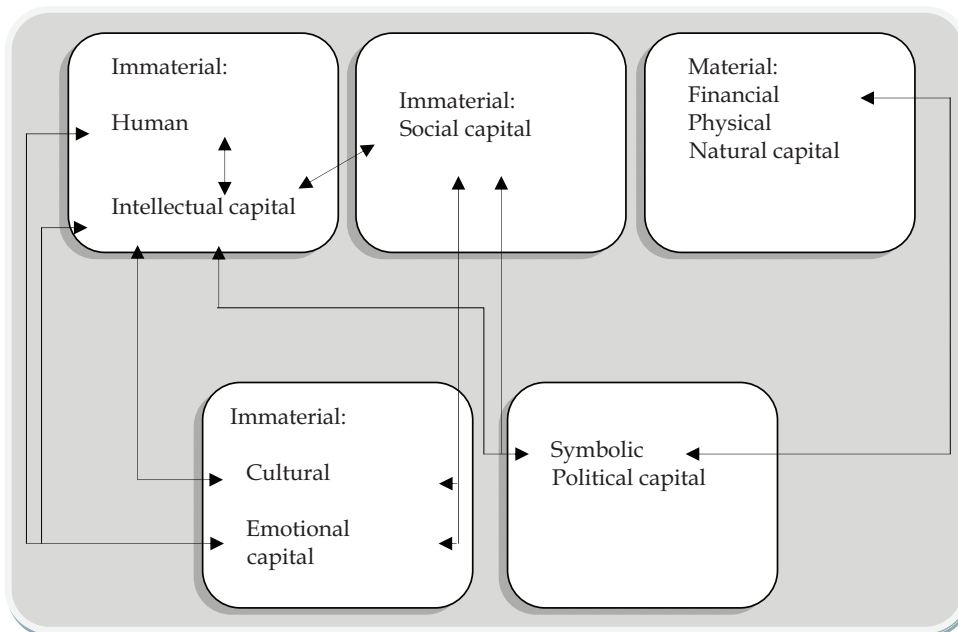 Immaterial:
Human
Intellectual capital
Immaterial:
Social capital
Material:
Financial
Physical
Natural capital
Immaterial:
Cultural
Emotional
capital
Symbolic
Political capital